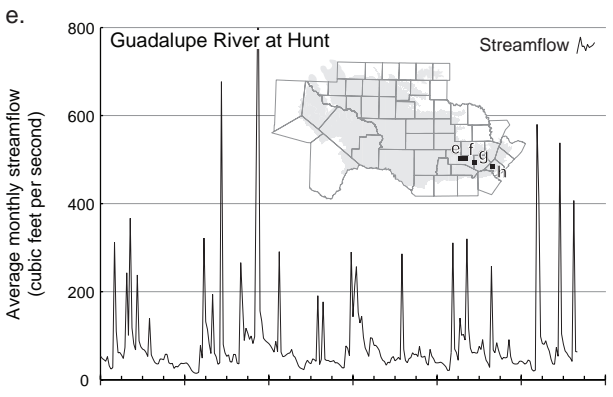 e.
Guadalupe River at Hunt
Streamflow
Average monthly streamflow
(cubic feet per second)
800
600
400
200
0
e f g
h